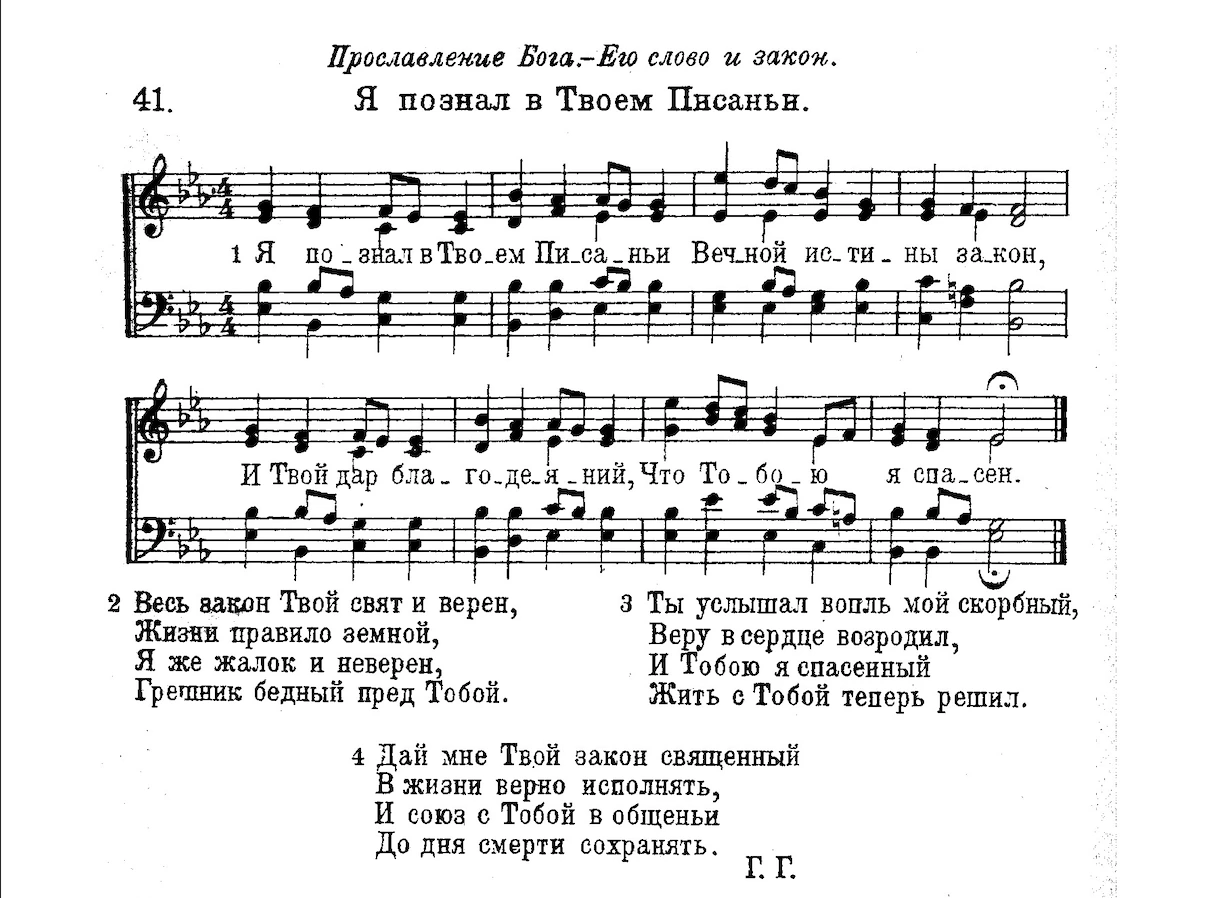 Прославление Бога.-Его слово и закон.
41. Я познал в Твоем Писаньи.
1 Я по_знал в Тво_ем Пи_са_ньи Веч_ной ис_ти_ны за_кон,
И Твой дар бла_го_де_я_ний, Что То_бо_ю я спа_сен.
2 Весь закон Твой свят и верен,
Жизни правило земной,
Я же жалок и неверен,
Грешник бедный пред Тобой.
3 Ты услышал вопль мой скорбный,
Веру в сердце возродил,
И Тобою я спасенный
Жить с Тобой теперь решил.
4 Дай мне Твой закон священный
В жизни верно исполнять,
И союз с Тобой в общеньи
До дня смерти сохранять.
Г. Г.